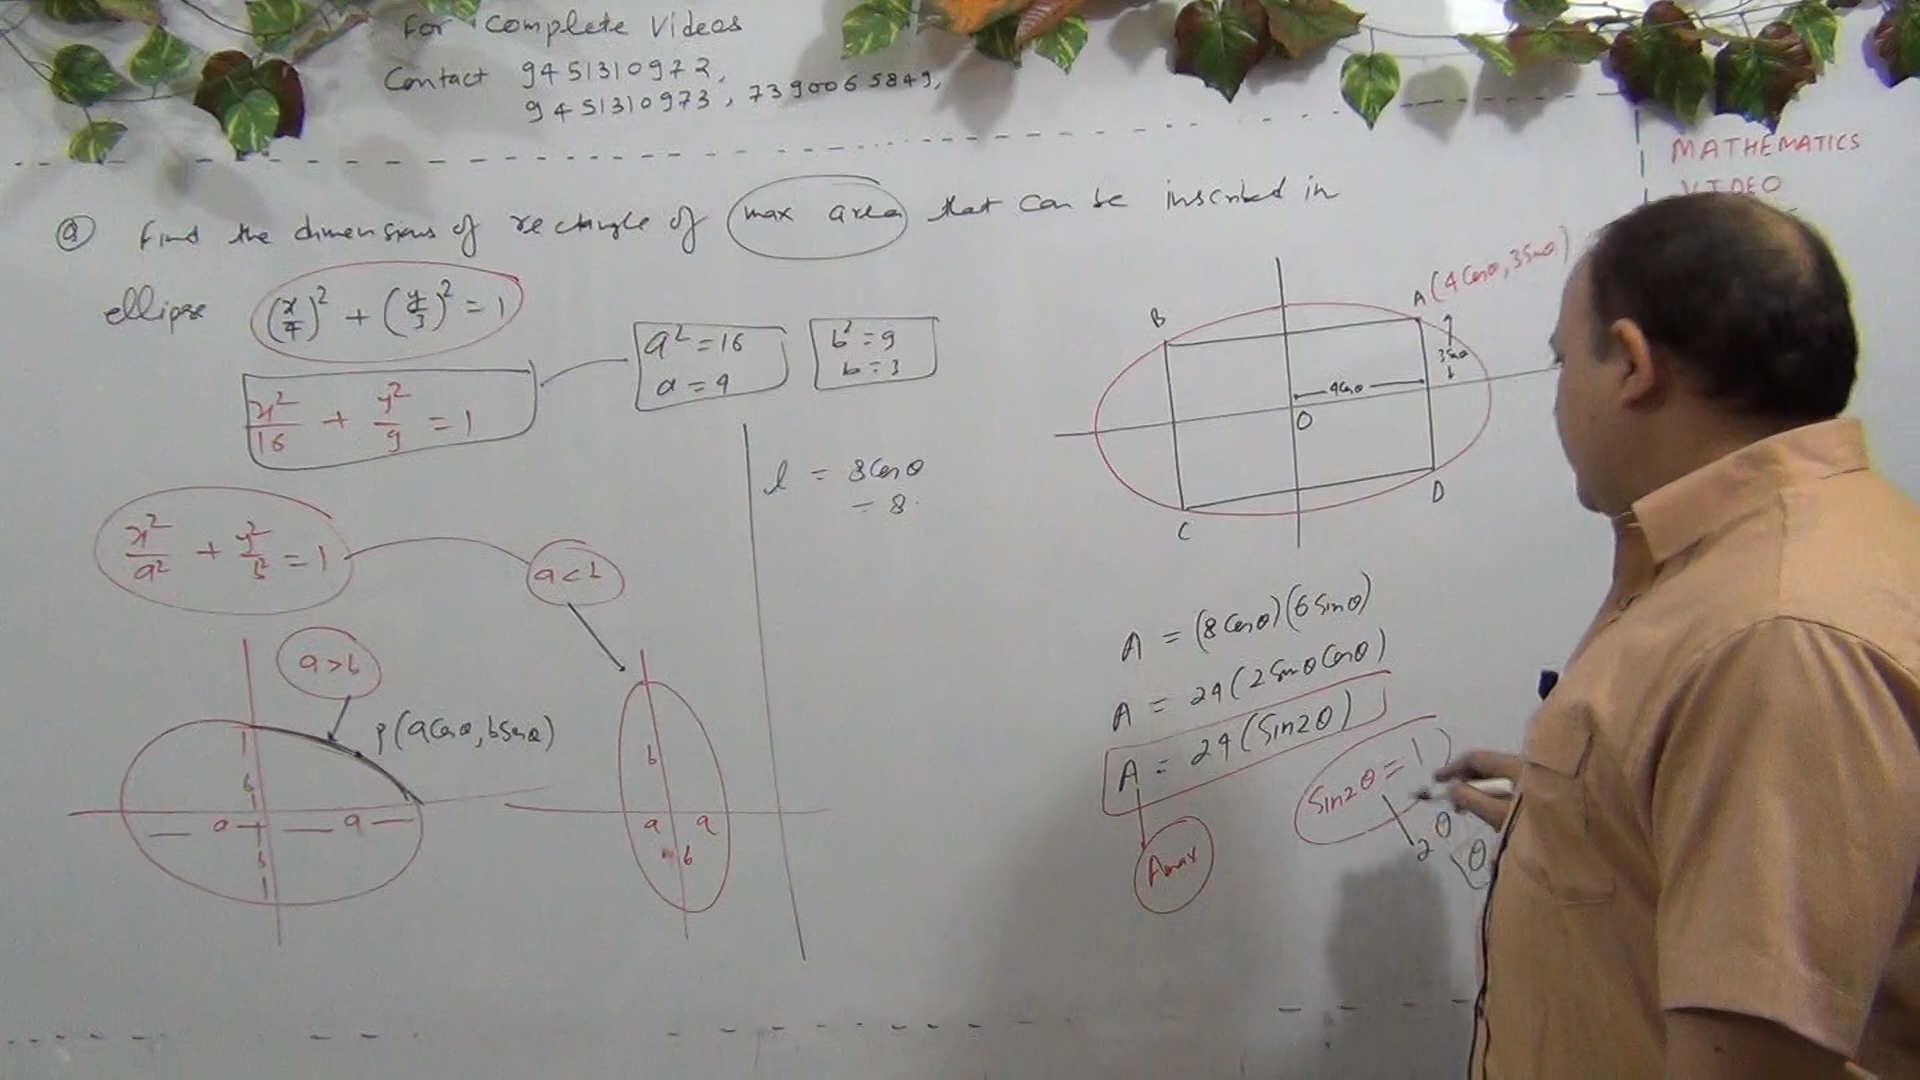 For Complete Videos
Contact 9451310972,
9451310973, 7390065849,
MATHEMATICS
VIDEO
Q Find the dimensions of rectangle of max area that can be inscribed in
ellipse (x/4)² + (y/3)² = 1
x²/16 + y²/9 = 1
a² = 16
a = 4
b² = 9
b = 3
x²/a² + y²/b² = 1
a<b
a>b
P(aCosθ, bSinθ)
b
a
a
b
b
a
a
b
l = 8Cosθ
= 8.
A (4Cosθ, 3Sinθ)
B
3Sinθ
4Cosθ
O
D
C
A = (8Cosθ)(6Sinθ)
A = 24(2SinθCosθ)
A = 24(Sin2θ)
Sin2θ = 1
2θ
θ
Amax